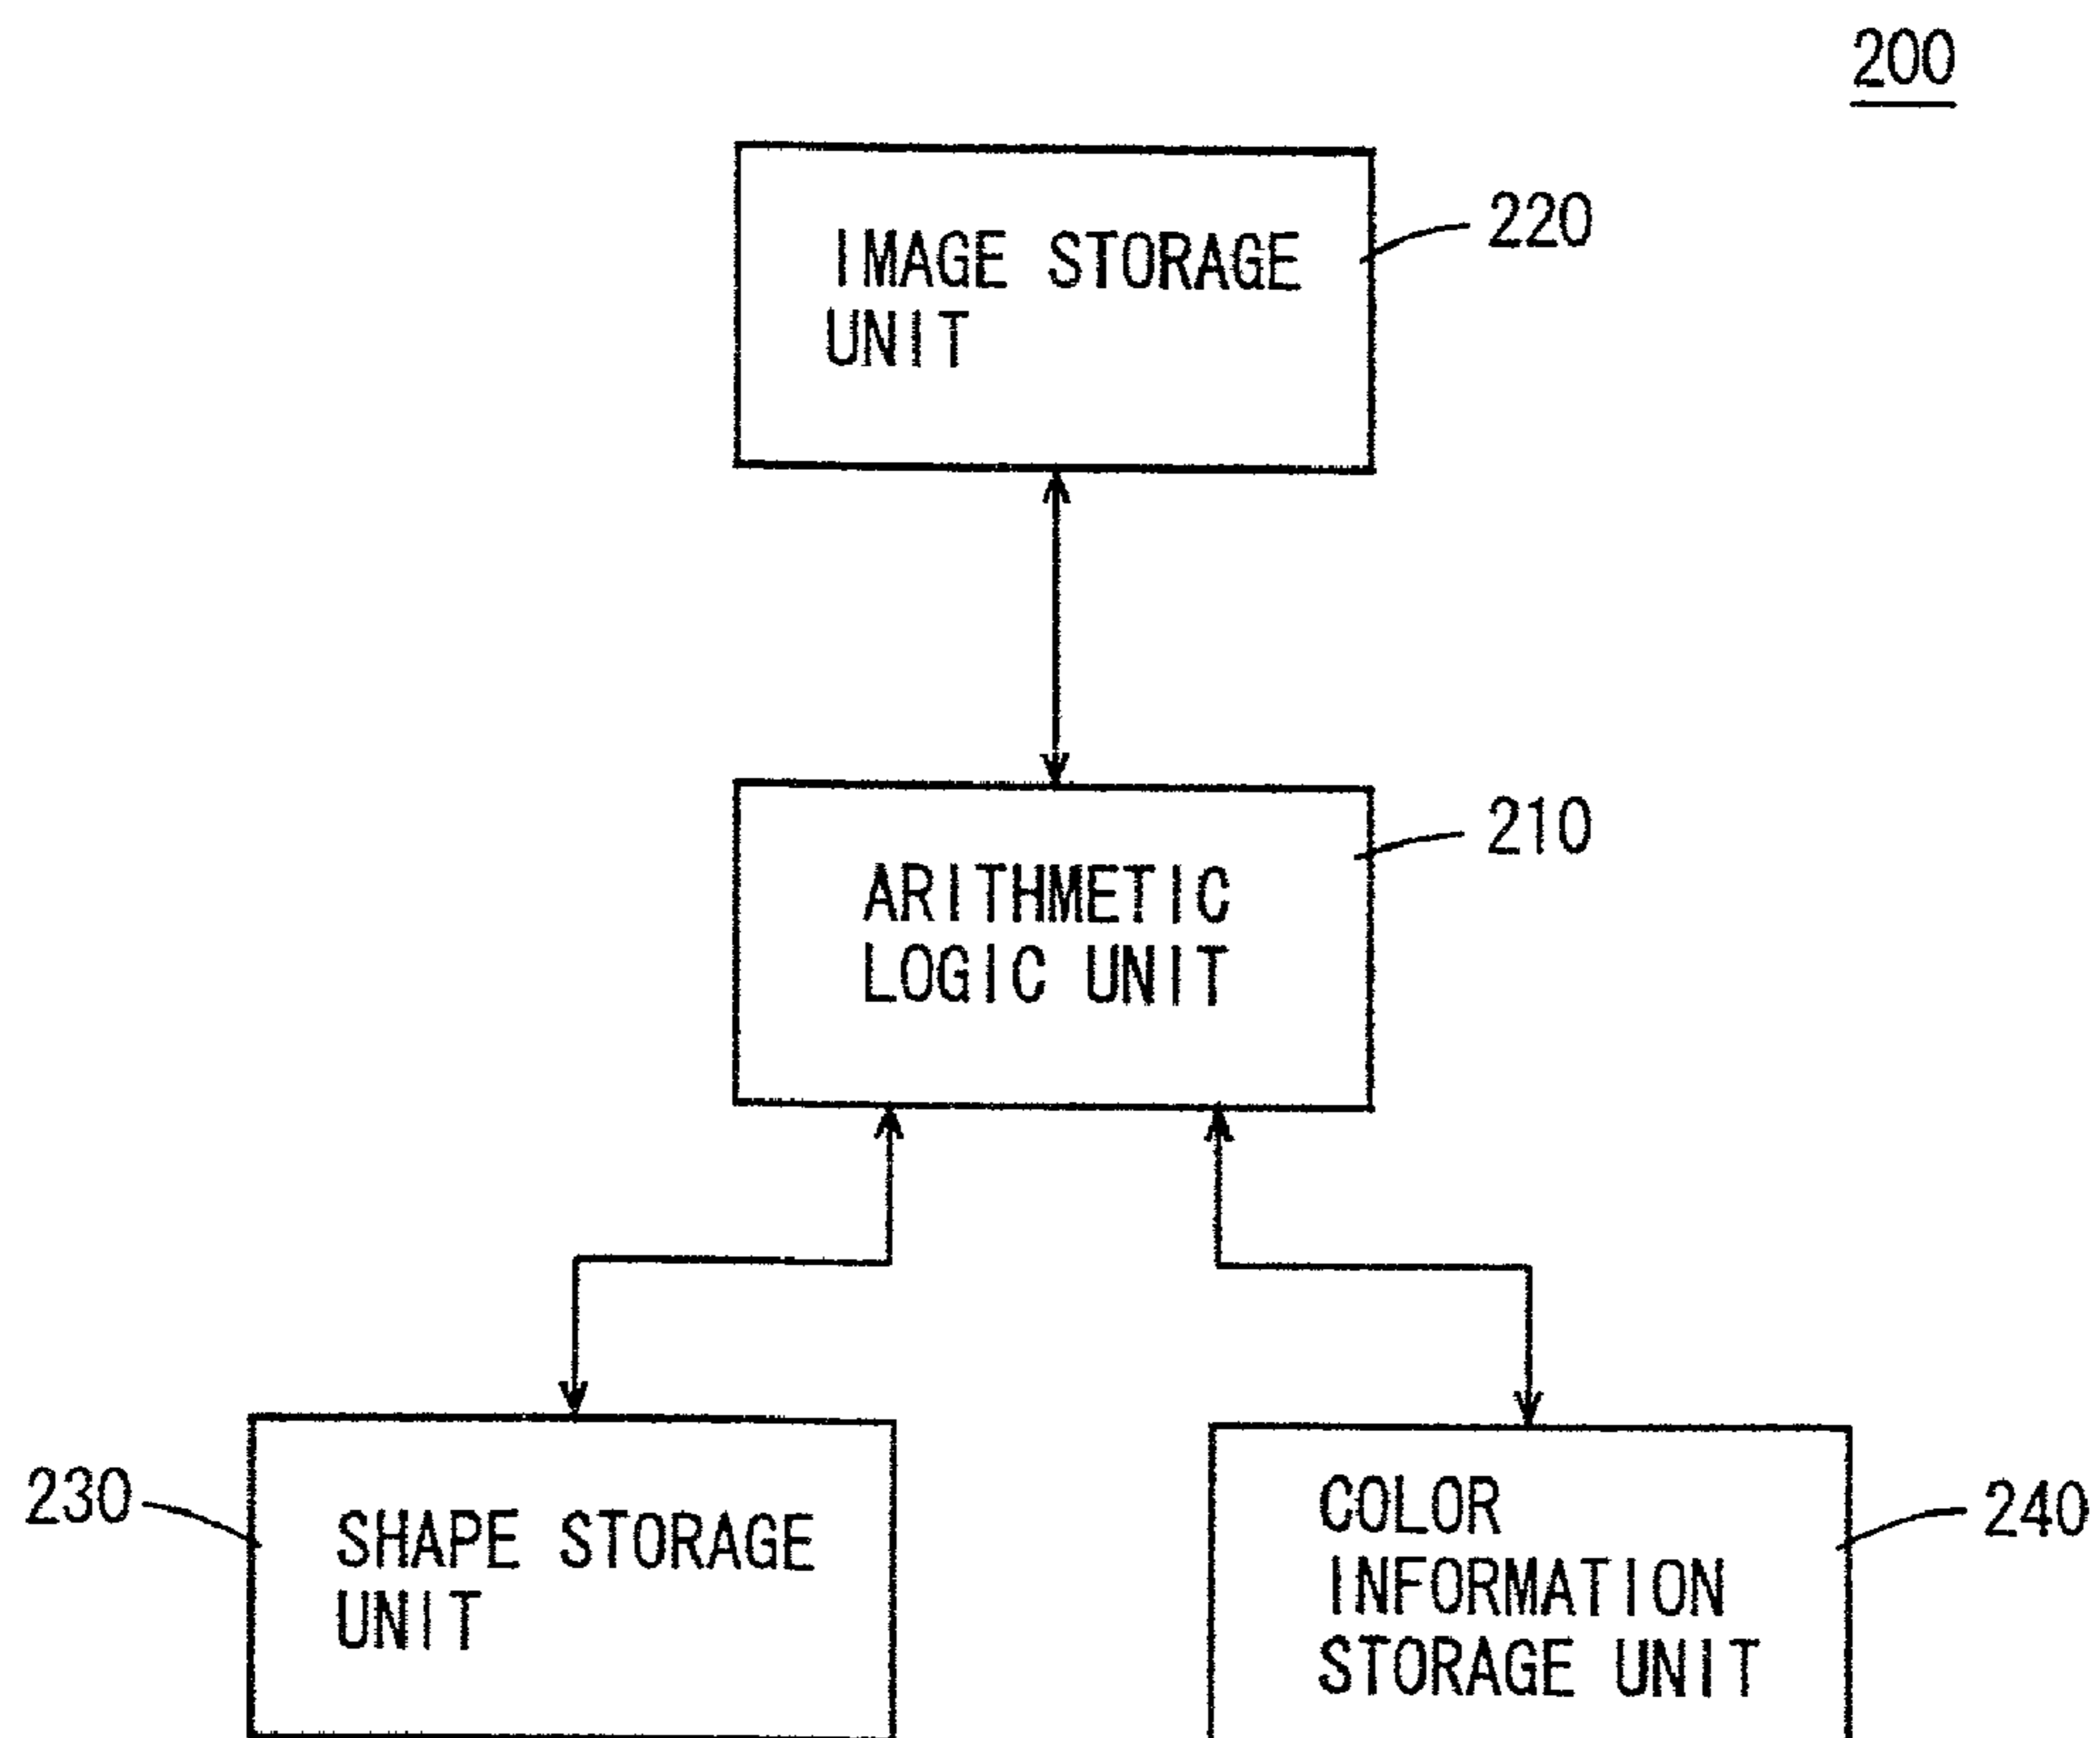 200
IMAGE STORAGE
UNIT
220
ARITHMETIC
LOGIC UNIT
210
230
SHAPE STORAGE
UNIT
COLOR
INFORMATION
STORAGE UNIT
240